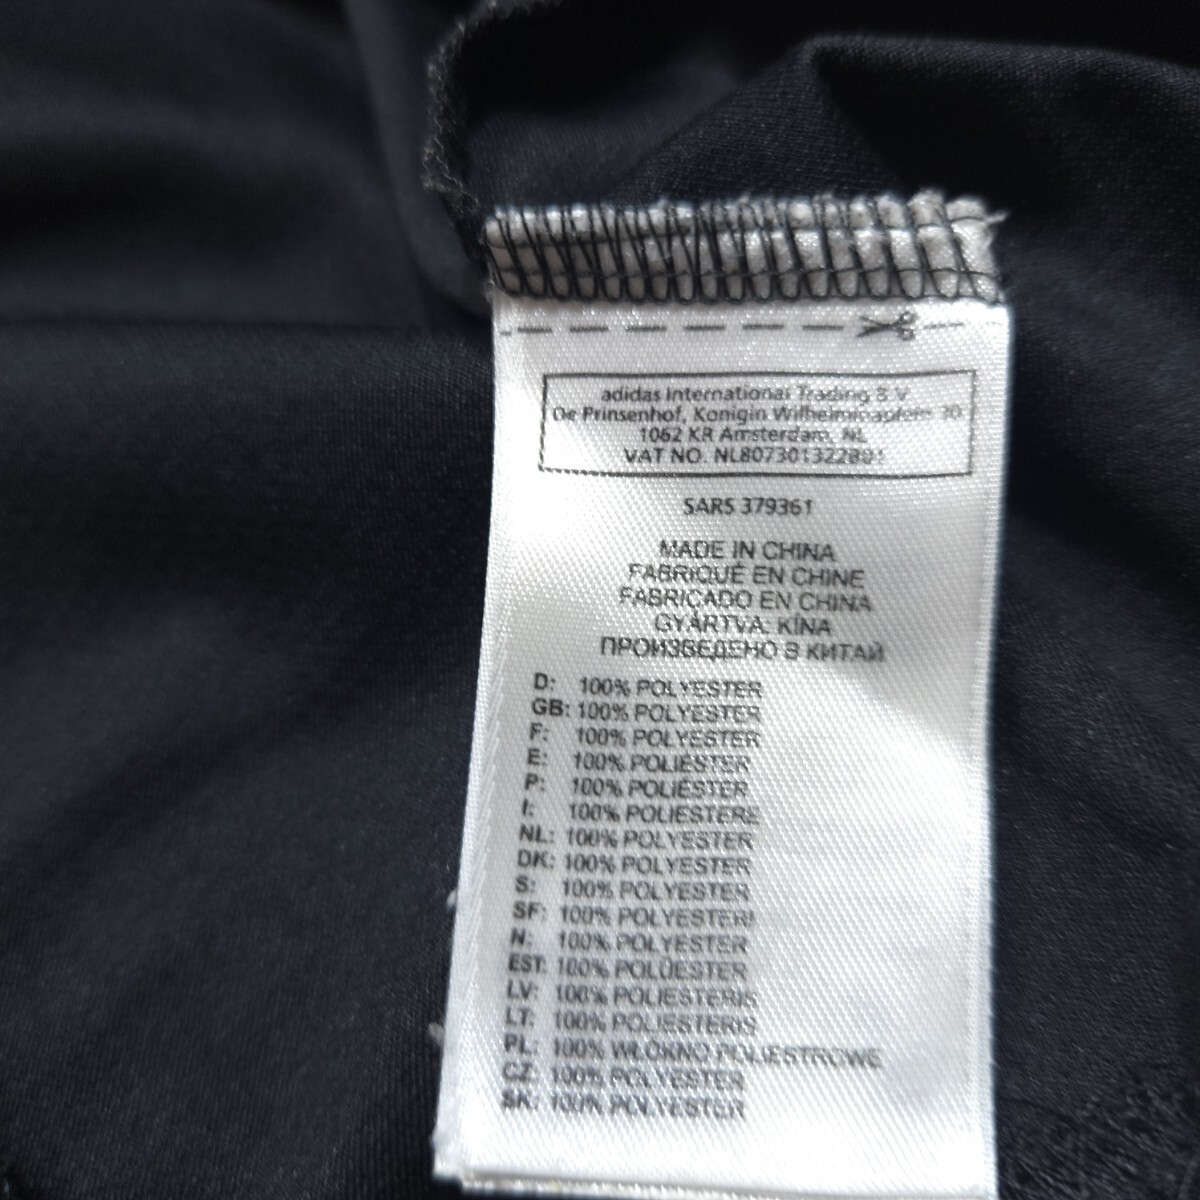 adidas International Trading B.V.
De Prinsenhof, Konigin Wilhelminaplein 30
1062 KR Amsterdam, NL
VAT NO. NL807301322B01
SARS 379361
MADE IN CHINA
FABRIQUÉ EN CHINE
FABRICADO EN CHINA
GYÁRTVA: KÍNA
ПРОИЗВЕДЕНО В КИТАЙ
D: 100% POLYESTER
GB: 100% POLYESTER
F: 100% POLYESTER
E: 100% POLIÉSTER
P: 100% POLIÉSTER
I: 100% POLIESTERE
NL: 100% POLYESTER
DK: 100% POLYESTER
S: 100% POLYESTER
SF: 100% POLYESTERI
N: 100% POLYESTER
EST: 100% POLÜESTER
LV: 100% POLIESTERIS
LT: 100% POLIESTERIS
PL: 100% WŁÓKNO POLIESTROWE
CZ: 100% POLYESTER
SK: 100% POLYESTER